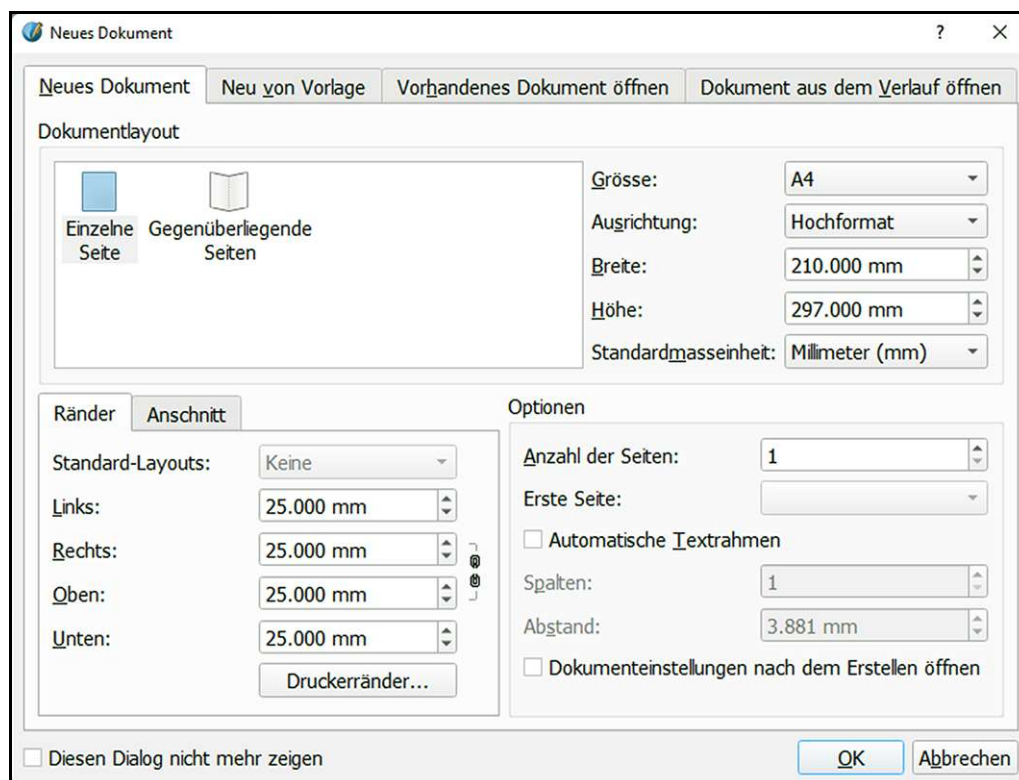 Neues Dokument
?
Neues Dokument Neu von Vorlage Vorhandenes Dokument öffnen Dokument aus dem Verlauf öffnen
Dokumentlayout
Einzelne Seite
Gegenüberliegende Seiten
Grösse: A4
Ausrichtung: Hochformat
Breite: 210.000 mm
Höhe: 297.000 mm
Standardmasseinheit: Millimeter (mm)
Ränder Anschnitt
Standard-Layouts: Keine
Links: 25.000 mm
Rechts: 25.000 mm
Oben: 25.000 mm
Unten: 25.000 mm
Druckerränder...
Optionen
Anzahl der Seiten: 1
Erste Seite:
Automatische Textrahmen
Spalten: 1
Abstand: 3.881 mm
Dokumenteinstellungen nach dem Erstellen öffnen
Diesen Dialog nicht mehr zeigen
OK Abbrechen